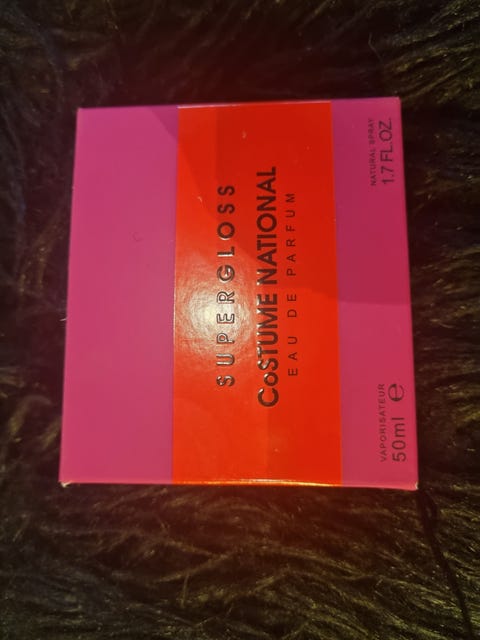 SUPERGLOSS
CoSTUME NATIONAL
EAU DE PARFUM
VAPORISATEUR
50ml e
NATURAL SPRAY
1.7 FL.OZ.